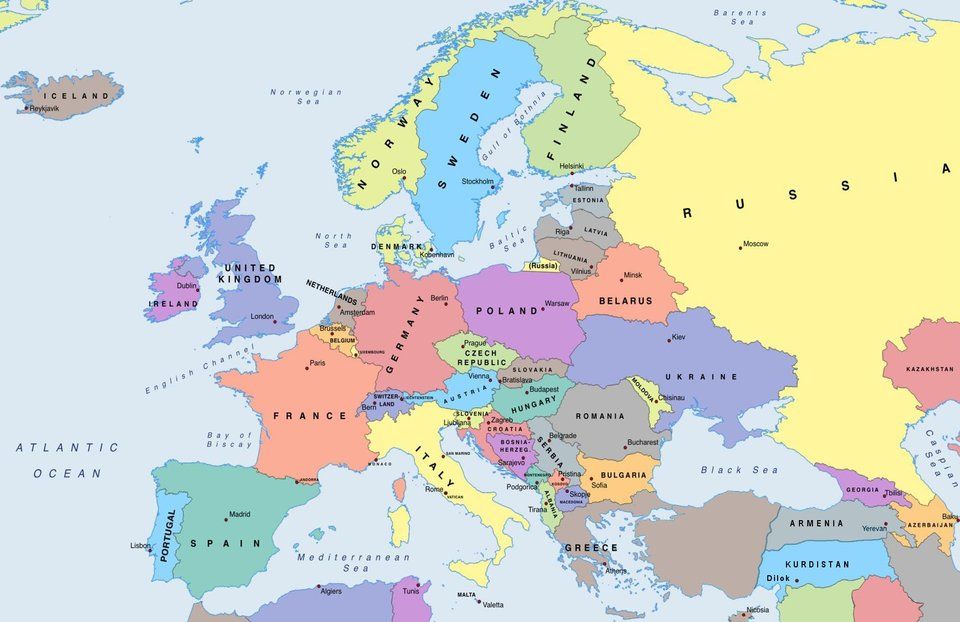 Barents
Sea
ICELAND
Reykjavik
Norwegian
Sea
NORWAY
Oslo
SWEDEN
Stockholm
Gulf of Bothnia
FINLAND
Helsinki
RUSSIA
Moscow
Tallinn
ESTONIA
Riga
LATVIA
LITHUANIA
Vilnius
(Russia)
Baltic
Sea
North
Sea
DENMARK
Kobenhavn
UNITED
KINGDOM
London
Dublin
IRELAND
English Channel
NETHERLANDS
Amsterdam
Brussels
BELGIUM
LUXEMBOURG
GERMANY
Berlin
POLAND
Warsaw
Minsk
BELARUS
Kiev
UKRAINE
KAZAKHSTAN
Prague
CZECH
REPUBLIC
SLOVAKIA
Vienna
Bratislava
AUSTRIA
Budapest
HUNGARY
MOLDOVA
Chisinau
ROMANIA
Bucharest
Paris
FRANCE
SWITZER
LAND
Bern
LIECHTENSTEIN
SLOVENIA
Ljubljana
Zagreb
CROATIA
BOSNIA-
HERZEG.
Sarajevo
Belgrade
SERBIA
MONTENEGRO
Podgorica
Pristina
KOSOVO
Skopje
MACEDONIA
Sofia
BULGARIA
ALBANIA
Tirana
ITALY
SAN MARINO
Rome
VATICAN
MONACO
ANDORRA
Bay of
Biscay
ATLANTIC
OCEAN
PORTUGAL
Lisbon
Madrid
SPAIN
Mediterranean
Sea
Algiers
Tunis
MALTA
Valetta
GREECE
Athens
Black Sea
Caspian
Sea
GEORGIA
Tbilisi
ARMENIA
Yerevan
AZERBAIJAN
Baku
KURDISTAN
Dilok
Nicosia